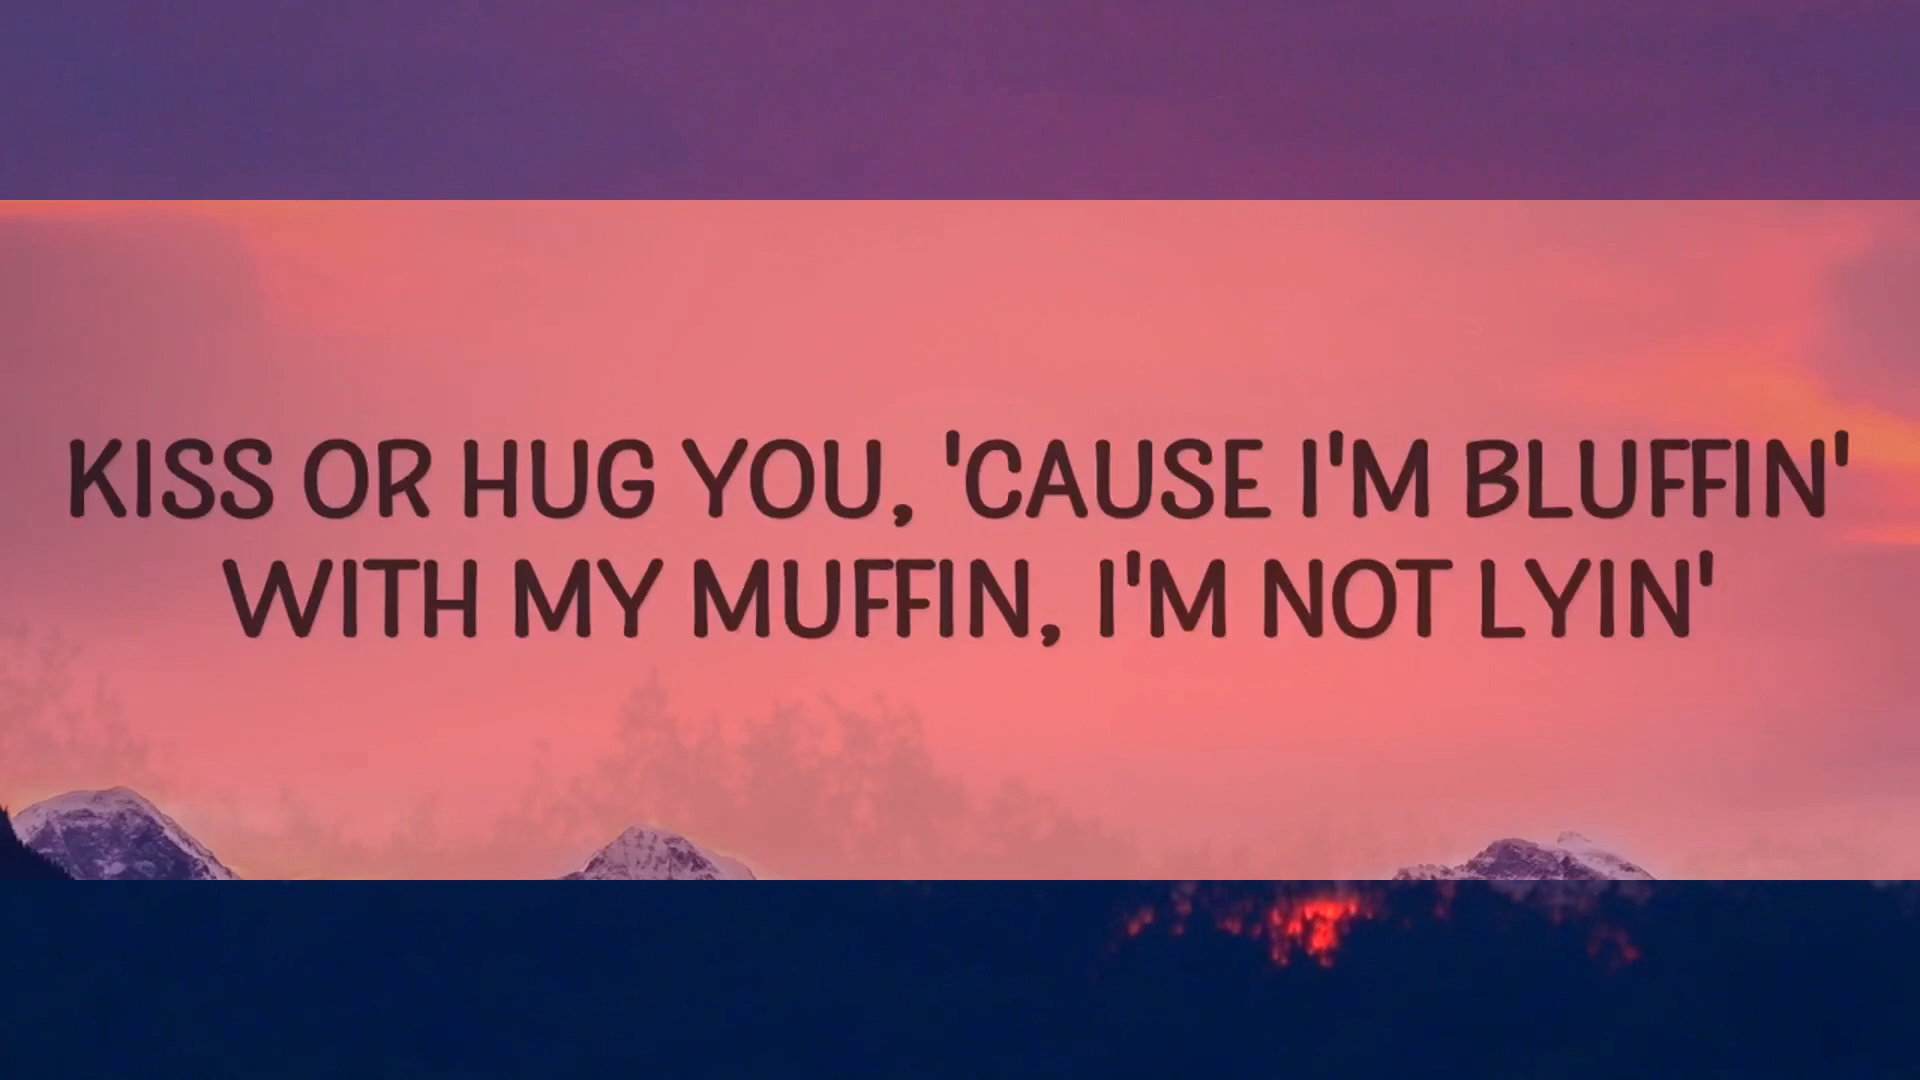 KISS OR HUG YOU, 'CAUSE I'M BLUFFIN'
WITH MY MUFFIN, I'M NOT LYIN'